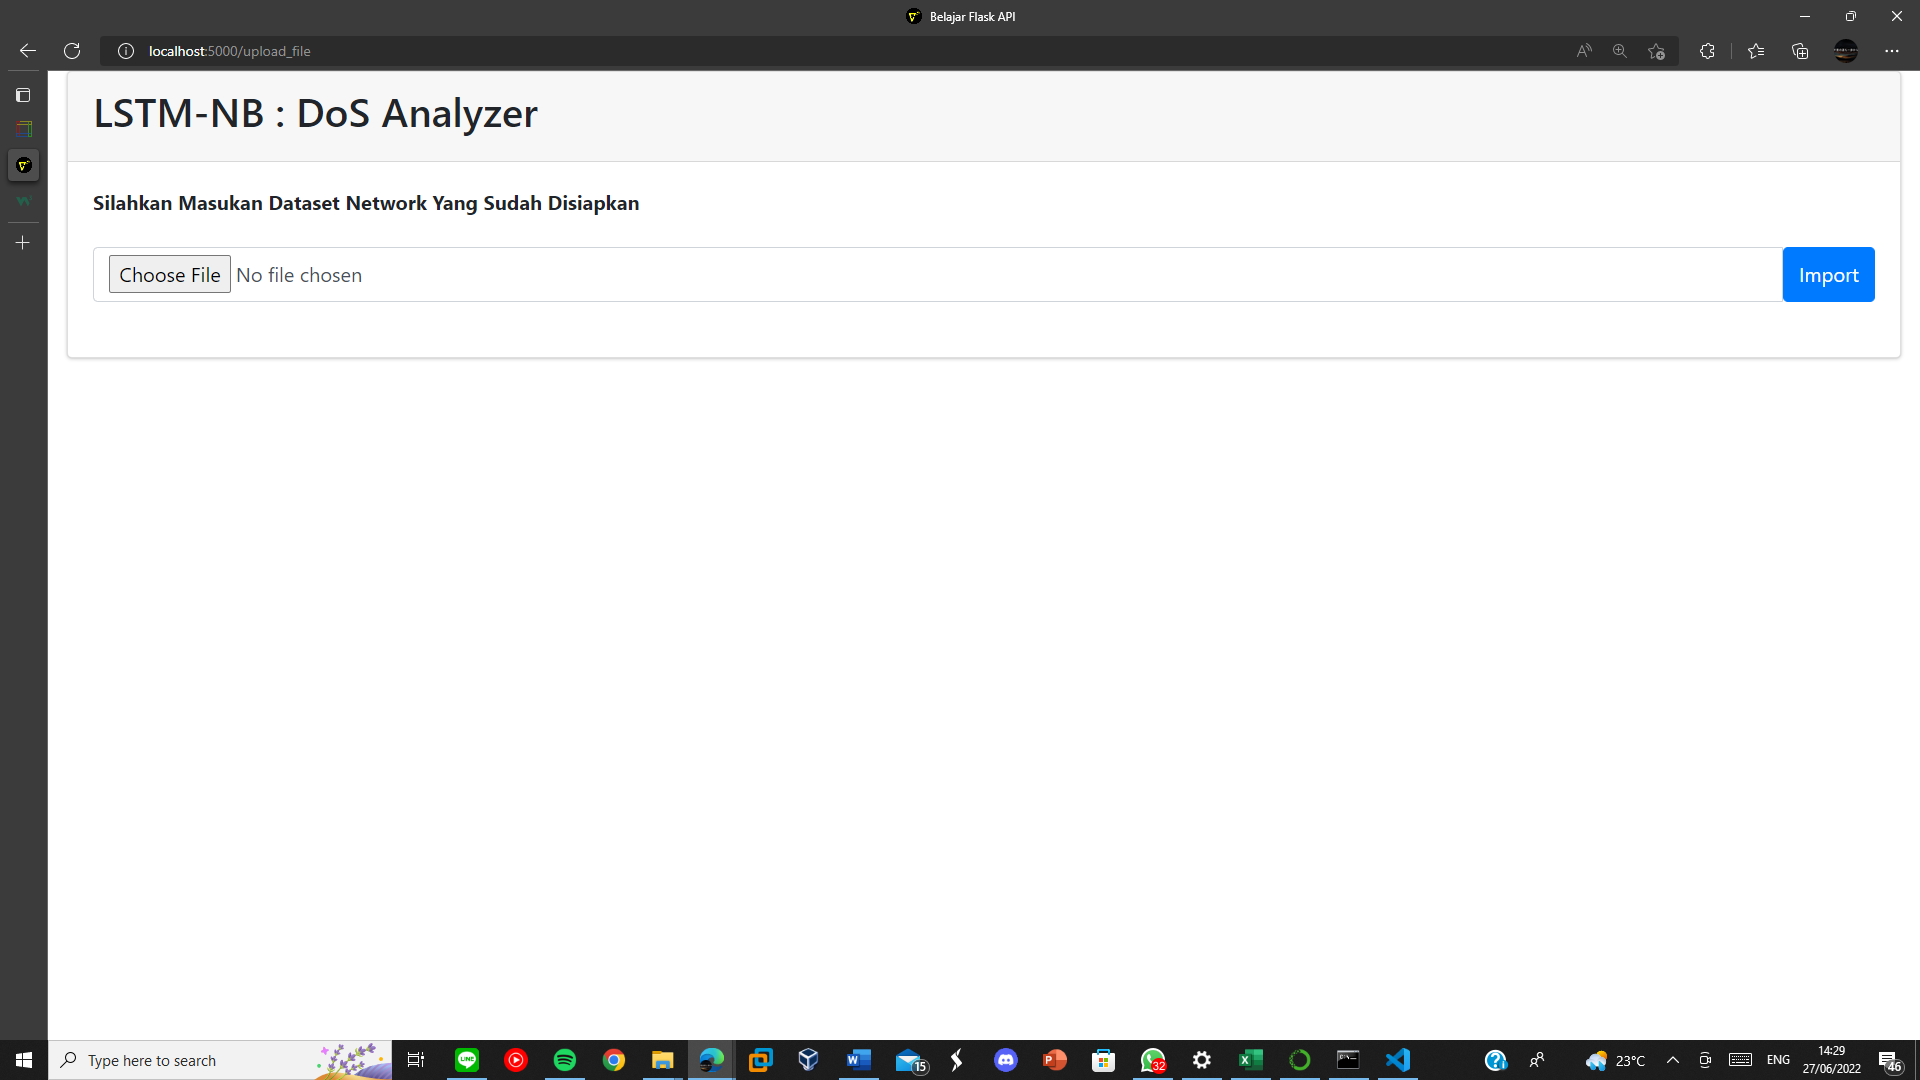 Belajar Flask API
localhost:5000/upload_file
LSTM-NB : DoS Analyzer
Silahkan Masukan Dataset Network Yang Sudah Disiapkan
Choose File No file chosen
Import
Type here to search
LINE
W
15
P
32
X
23°C
ENG
14:29
27/06/2022
46